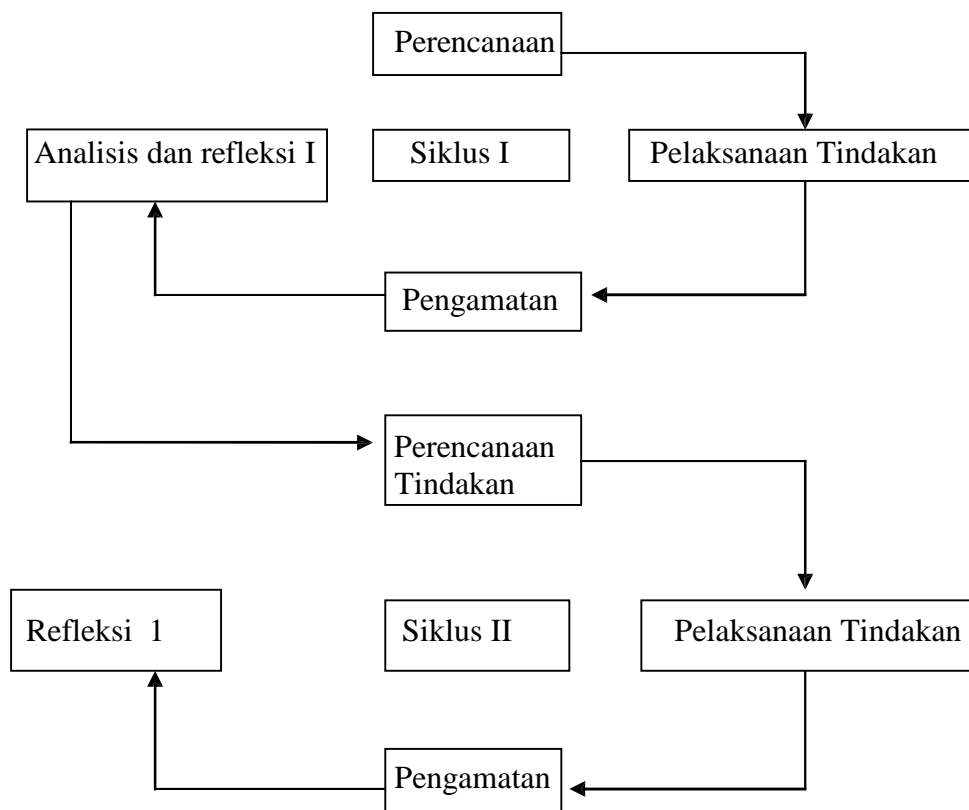 Perencanaan
Analisis dan refleksi I
Siklus I
Pelaksanaan Tindakan
Pengamatan
Perencanaan
Tindakan
Refleksi 1
Siklus II
Pelaksanaan Tindakan
Pengamatan